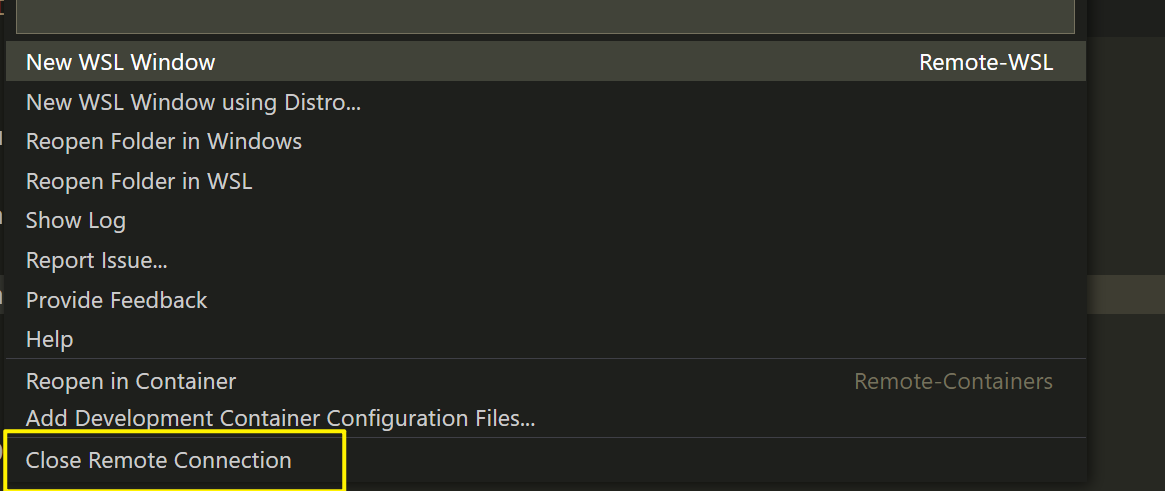 New WSL Window Remote-WSL
New WSL Window using Distro...
Reopen Folder in Windows
Reopen Folder in WSL
Show Log
Report Issue...
Provide Feedback
Help
Reopen in Container Remote-Containers
Add Development Container Configuration Files...
Close Remote Connection